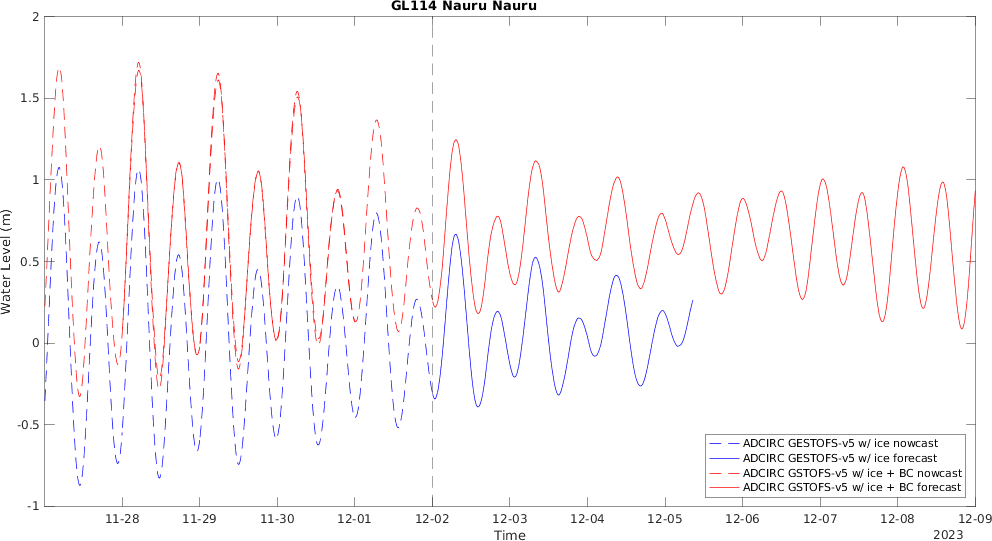 GL114 Nauru Nauru
2
1.5
1
0.5
0
-0.5
-1
Water Level (m)
ADCIRC GESTOFS-v5 w/ ice nowcast
ADCIRC GESTOFS-v5 w/ ice forecast
ADCIRC GSTOFS-v5 w/ ice + BC nowcast
ADCIRC GSTOFS-v5 w/ ice + BC forecast
11-28 11-29 11-30 12-01 12-02 12-03 12-04 12-05 12-06 12-07 12-08 12-09
Time
2023